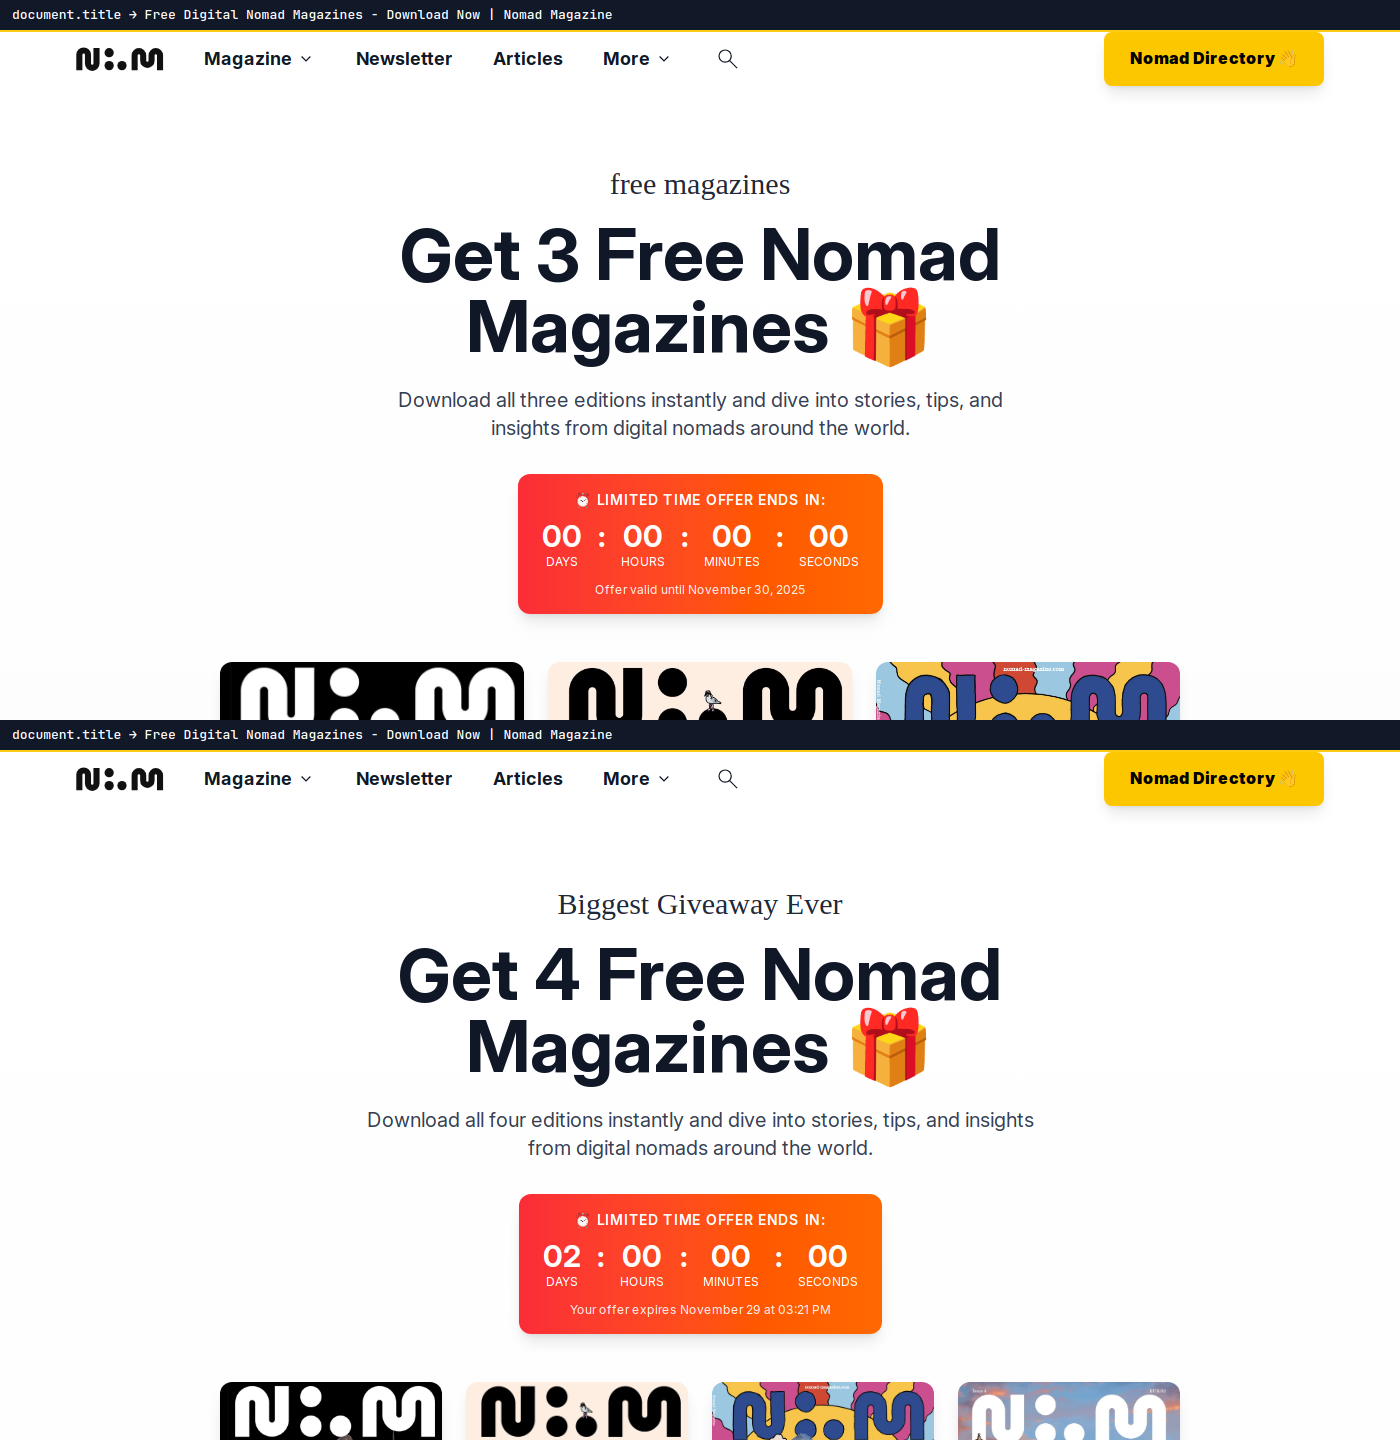 document.title → Free Digital Nomad Magazines - Download Now | Nomad Magazine
N:.M Magazine Newsletter Articles More Nomad Directory 👋
free magazines
Get 3 Free Nomad
Magazines 🎁
Download all three editions instantly and dive into stories, tips, and
insights from digital nomads around the world.
⏰ LIMITED TIME OFFER ENDS IN:
00 : 00 : 00 : 00
DAYS HOURS MINUTES SECONDS
Offer valid until November 30, 2025
N:.M N:.M N:.M
nomad-magazine.com
document.title → Free Digital Nomad Magazines - Download Now | Nomad Magazine
N:.M Magazine Newsletter Articles More Nomad Directory 👋
Biggest Giveaway Ever
Get 4 Free Nomad
Magazines 🎁
Download all four editions instantly and dive into stories, tips, and insights
from digital nomads around the world.
⏰ LIMITED TIME OFFER ENDS IN:
02 : 00 : 00 : 00
DAYS HOURS MINUTES SECONDS
Your offer expires November 29 at 03:21 PM
N:.M N:.M N:.M N:.M